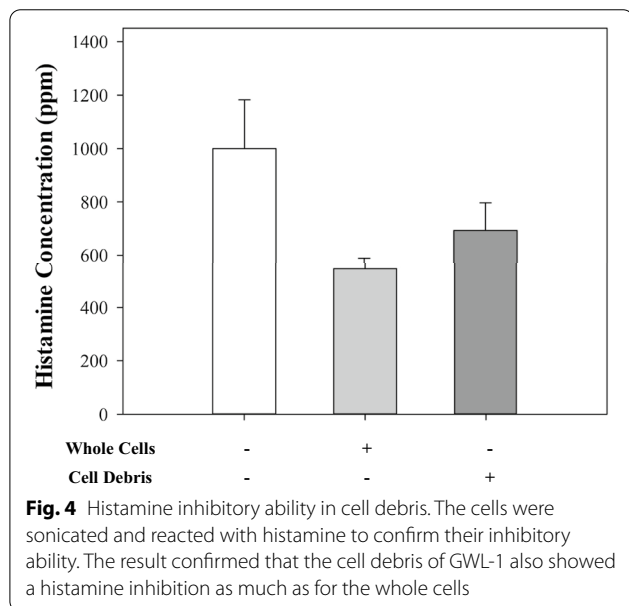 1400
1200
1000
800
600
400
200
0
Histamine Concentration (ppm)
Whole Cells - + -
Cell Debris - - +
Fig. 4 Histamine inhibitory ability in cell debris. The cells were
sonicated and reacted with histamine to confirm their inhibitory
ability. The result confirmed that the cell debris of GWL-1 also showed
a histamine inhibition as much as for the whole cells